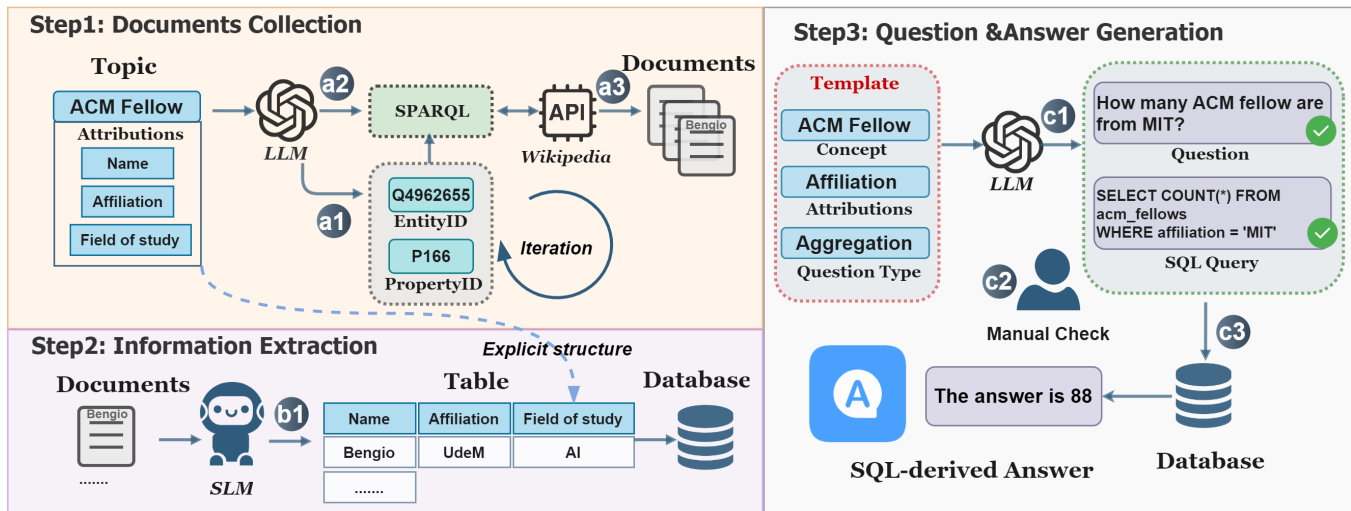 Step1: Documents Collection
Topic
ACM Fellow
Attributions
Name
Affiliation
Field of study
LLM
a2
a1
SPARQL
API
Wikipedia
a3
Documents
Bengio
Q4962655
EntityID
P166
PropertyID
Iteration
Step2: Information Extraction
Explicit structure
Documents
Bengio
.......
SLM
b1
Table
Name Affiliation Field of study
Bengio UdeM AI
.......
Database
Step3: Question &Answer Generation
Template
ACM Fellow
Concept
Affiliation
Attributions
Aggregation
Question Type
LLM
c1
How many ACM fellow are
from MIT?
Question
SELECT COUNT(*) FROM
acm_fellows
WHERE affiliation = 'MIT'
SQL Query
c2
Manual Check
c3
A
The answer is 88
SQL-derived Answer
Database